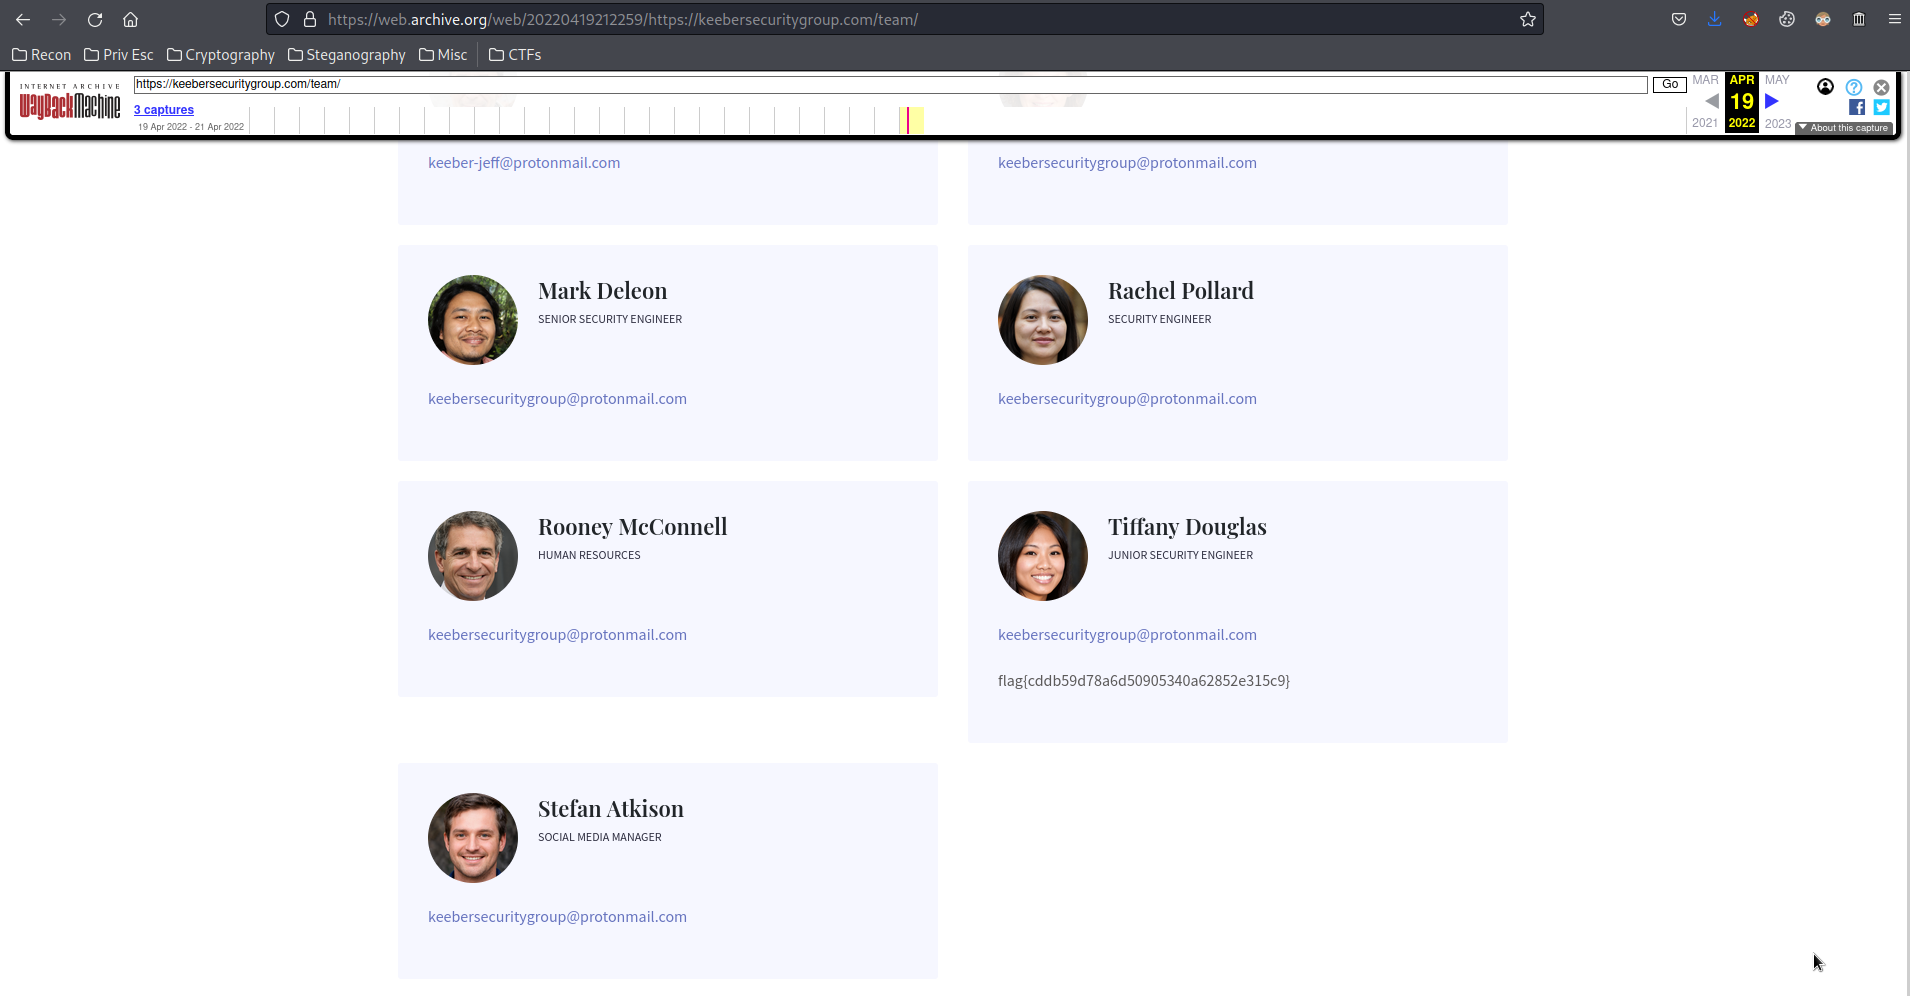 https://web.archive.org/web/20220419212259/https://keebersecuritygroup.com/team/
Recon Priv Esc Cryptography Steganography Misc CTFs
INTERNET ARCHIVE
WayBackMachine
https://keebersecuritygroup.com/team/
Go
MAR APR MAY
3 captures
19
19 Apr 2022 - 21 Apr 2022
2021 2022 2023
About this capture
keeber-jeff@protonmail.com
keebersecuritygroup@protonmail.com
Mark Deleon
SENIOR SECURITY ENGINEER
keebersecuritygroup@protonmail.com
Rachel Pollard
SECURITY ENGINEER
keebersecuritygroup@protonmail.com
Rooney McConnell
HUMAN RESOURCES
keebersecuritygroup@protonmail.com
Tiffany Douglas
JUNIOR SECURITY ENGINEER
keebersecuritygroup@protonmail.com
flag{cddb59d78a6d50905340a62852e315c9}
Stefan Atkison
SOCIAL MEDIA MANAGER
keebersecuritygroup@protonmail.com